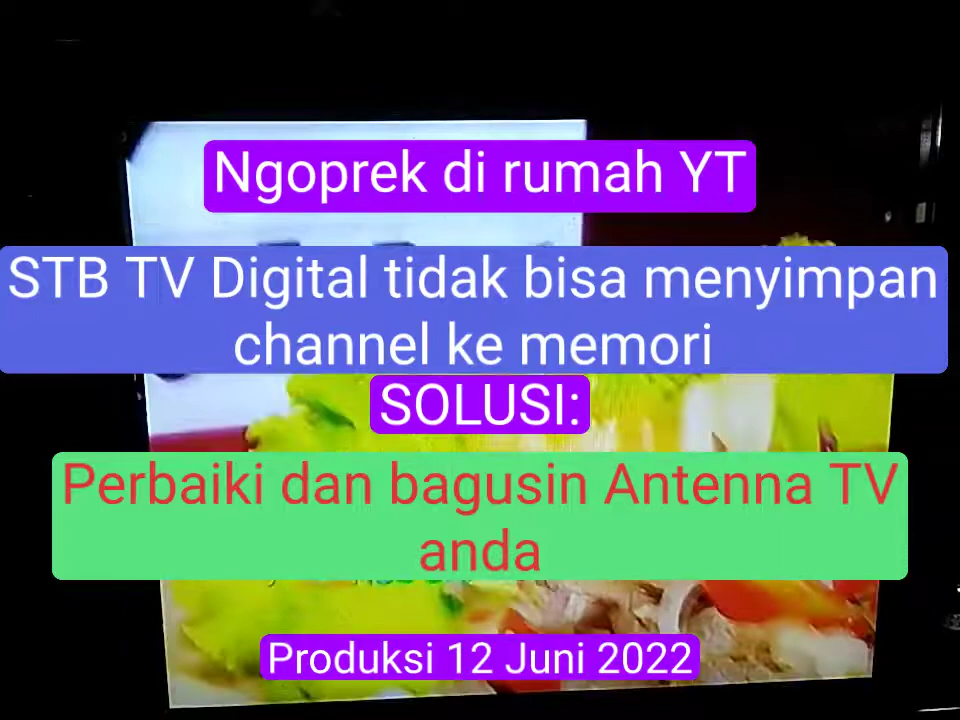 Ngoprek di rumah YT
STB TV Digital tidak bisa menyimpan
channel ke memori
SOLUSI:
Perbaiki dan bagusin Antenna TV
anda
Produksi 12 Juni 2022